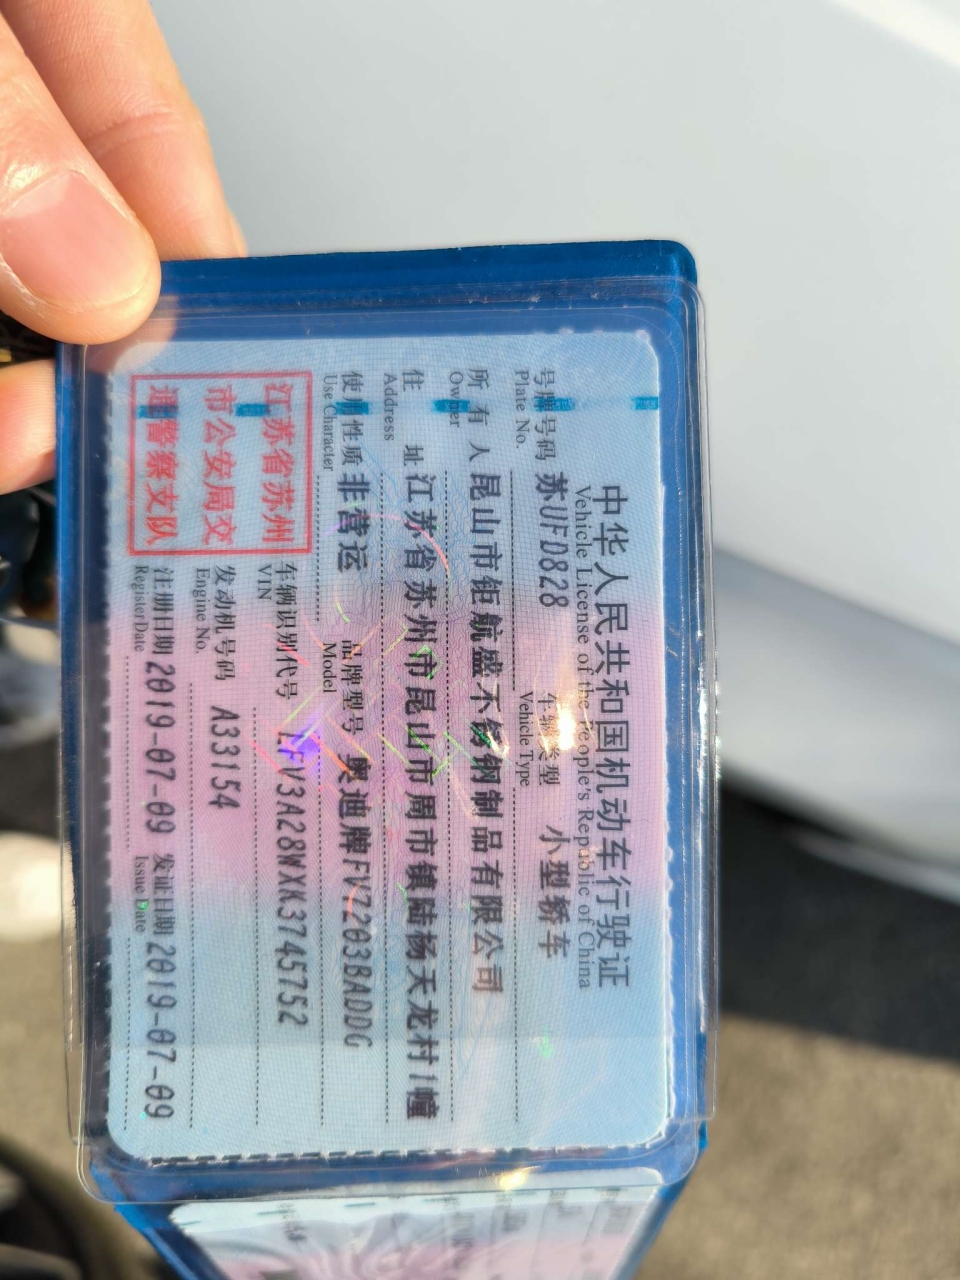 中华人民共和国机动车行驶证
Vehicle License of the People's Republic of China
号牌号码 苏UFD828 车辆类型 小型轿车
Plate No. Vehicle Type
所有人 昆山市钜航盛不锈钢制品有限公司
Owner
住址 江苏省苏州市昆山市周市镇陆杨天龙村1幢
Address
使用性质 非营运 品牌型号 奥迪牌FV7203BADDG
Use Character Model
江苏省苏州
市公安局交
通警察支队
车辆识别代号 LFV3A28WXK3745752
VIN
发动机号码 A33154
Engine No.
注册日期 2019-07-09 发证日期 2019-07-09
Register Date Issue Date